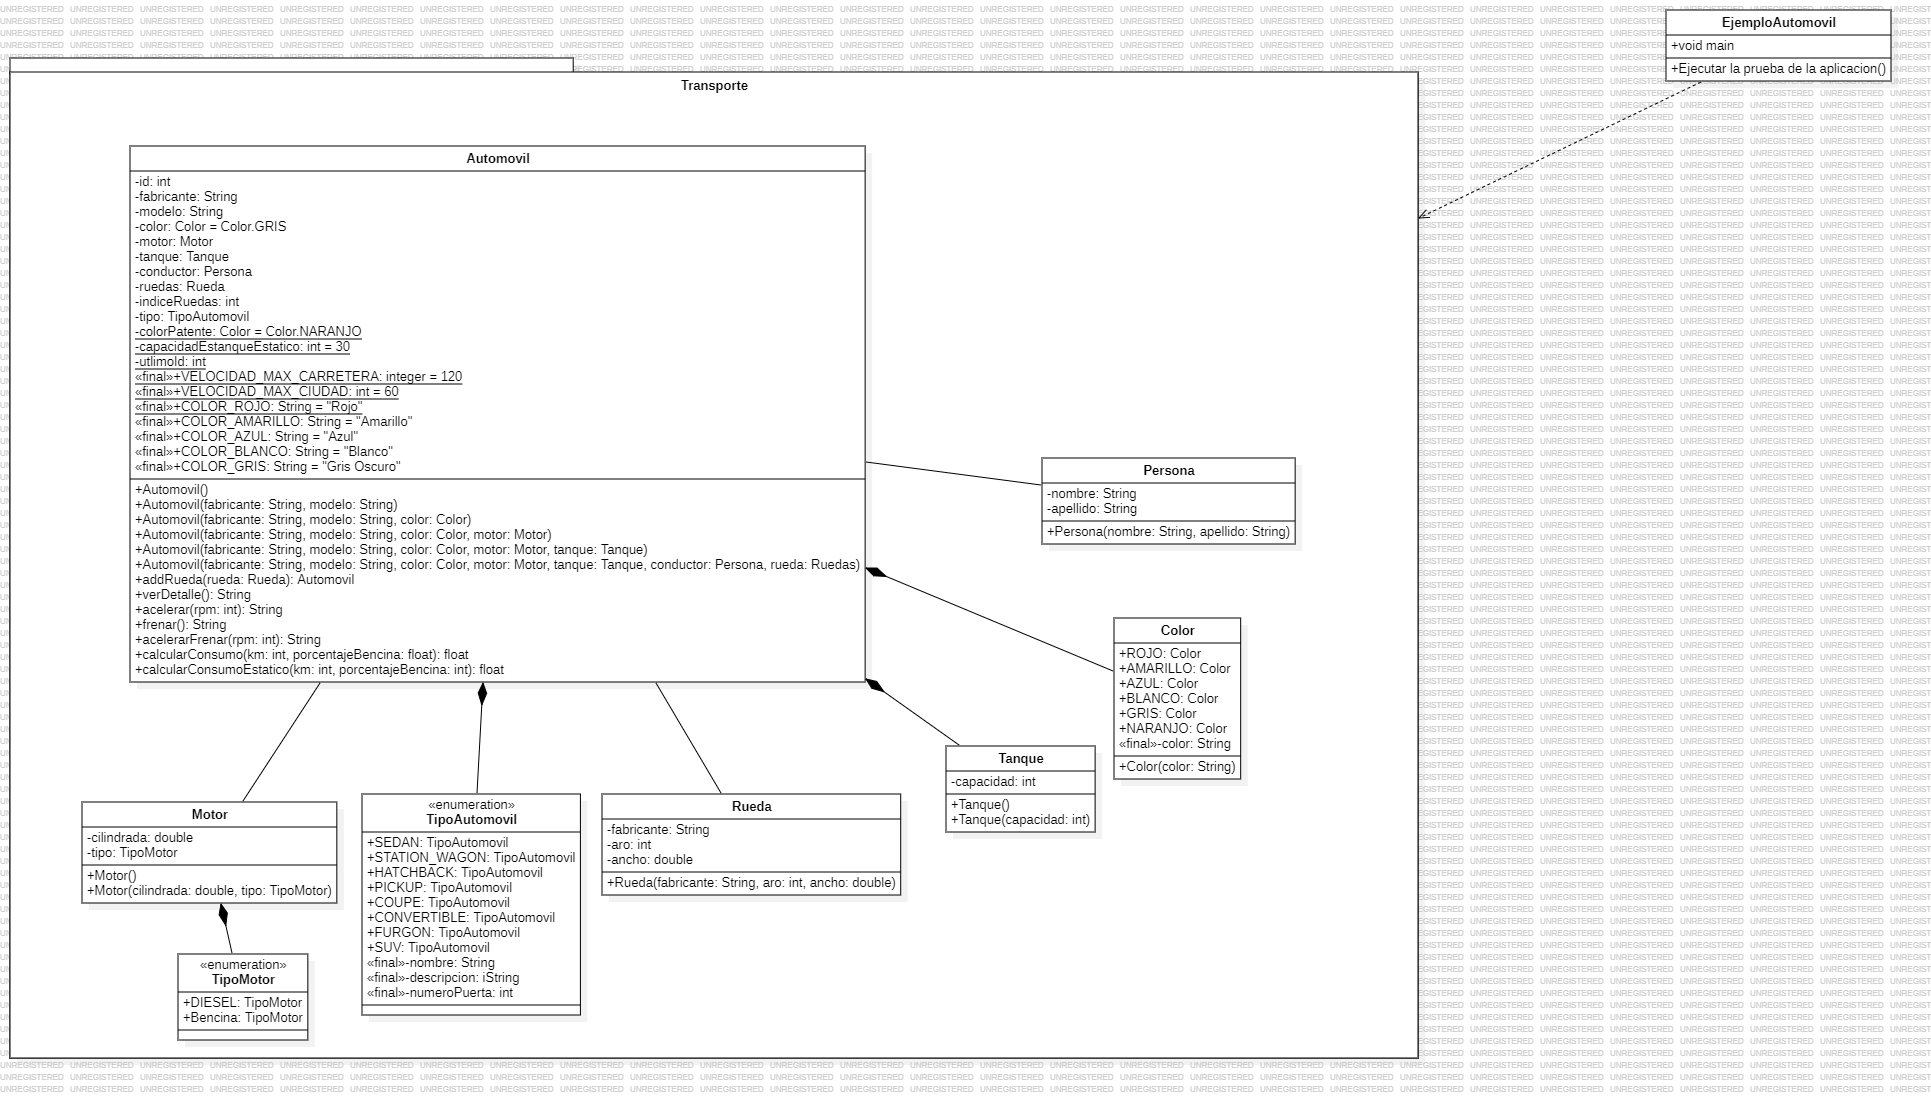 EjemploAutomovil
+void main
+Ejecutar la prueba de la aplicacion()
Transporte
Automovil
-id: int
-fabricante: String
-modelo: String
-color: Color = Color.GRIS
-motor: Motor
-tanque: Tanque
-conductor: Persona
-ruedas: Rueda
-indiceRuedas: int
-tipo: TipoAutomovil
-colorPatente: Color = Color.NARANJO
-capacidadEstanqueEstatico: int = 30
-utlimoId: int
«final»+VELOCIDAD_MAX_CARRETERA: integer = 120
«final»+VELOCIDAD_MAX_CIUDAD: int = 60
«final»+COLOR_ROJO: String = "Rojo"
«final»+COLOR_AMARILLO: String = "Amarillo"
«final»+COLOR_AZUL: String = "Azul"
«final»+COLOR_BLANCO: String = "Blanco"
«final»+COLOR_GRIS: String = "Gris Oscuro"
+Automovil()
+Automovil(fabricante: String, modelo: String)
+Automovil(fabricante: String, modelo: String, color: Color)
+Automovil(fabricante: String, modelo: String, color: Color, motor: Motor)
+Automovil(fabricante: String, modelo: String, color: Color, motor: Motor, tanque: Tanque)
+Automovil(fabricante: String, modelo: String, color: Color, motor: Motor, tanque: Tanque, conductor: Persona, rueda: Ruedas)
+addRueda(rueda: Rueda): Automovil
+verDetalle(): String
+acelerar(rpm: int): String
+frenar(): String
+acelerarFrenar(rpm: int): String
+calcularConsumo(km: int, porcentajeBencina: float): float
+calcularConsumoEstatico(km: int, porcentajeBencina: int): float
Persona
-nombre: String
-apellido: String
+Persona(nombre: String, apellido: String)
Color
+ROJO: Color
+AMARILLO: Color
+AZUL: Color
+BLANCO: Color
+GRIS: Color
+NARANJO: Color
«final»-color: String
+Color(color: String)
Tanque
-capacidad: int
+Tanque()
+Tanque(capacidad: int)
Motor
-cilindrada: double
-tipo: TipoMotor
+Motor()
+Motor(cilindrada: double, tipo: TipoMotor)
«enumeration»
TipoAutomovil
+SEDAN: TipoAutomovil
+STATION_WAGON: TipoAutomovil
+HATCHBACK: TipoAutomovil
+PICKUP: TipoAutomovil
+COUPE: TipoAutomovil
+CONVERTIBLE: TipoAutomovil
+FURGON: TipoAutomovil
+SUV: TipoAutomovil
«final»-nombre: String
«final»-descripcion: iString
«final»-numeroPuerta: int
Rueda
-fabricante: String
-aro: int
-ancho: double
+Rueda(fabricante: String, aro: int, ancho: double)
«enumeration»
TipoMotor
+DIESEL: TipoMotor
+Bencina: TipoMotor
UNREGISTERED